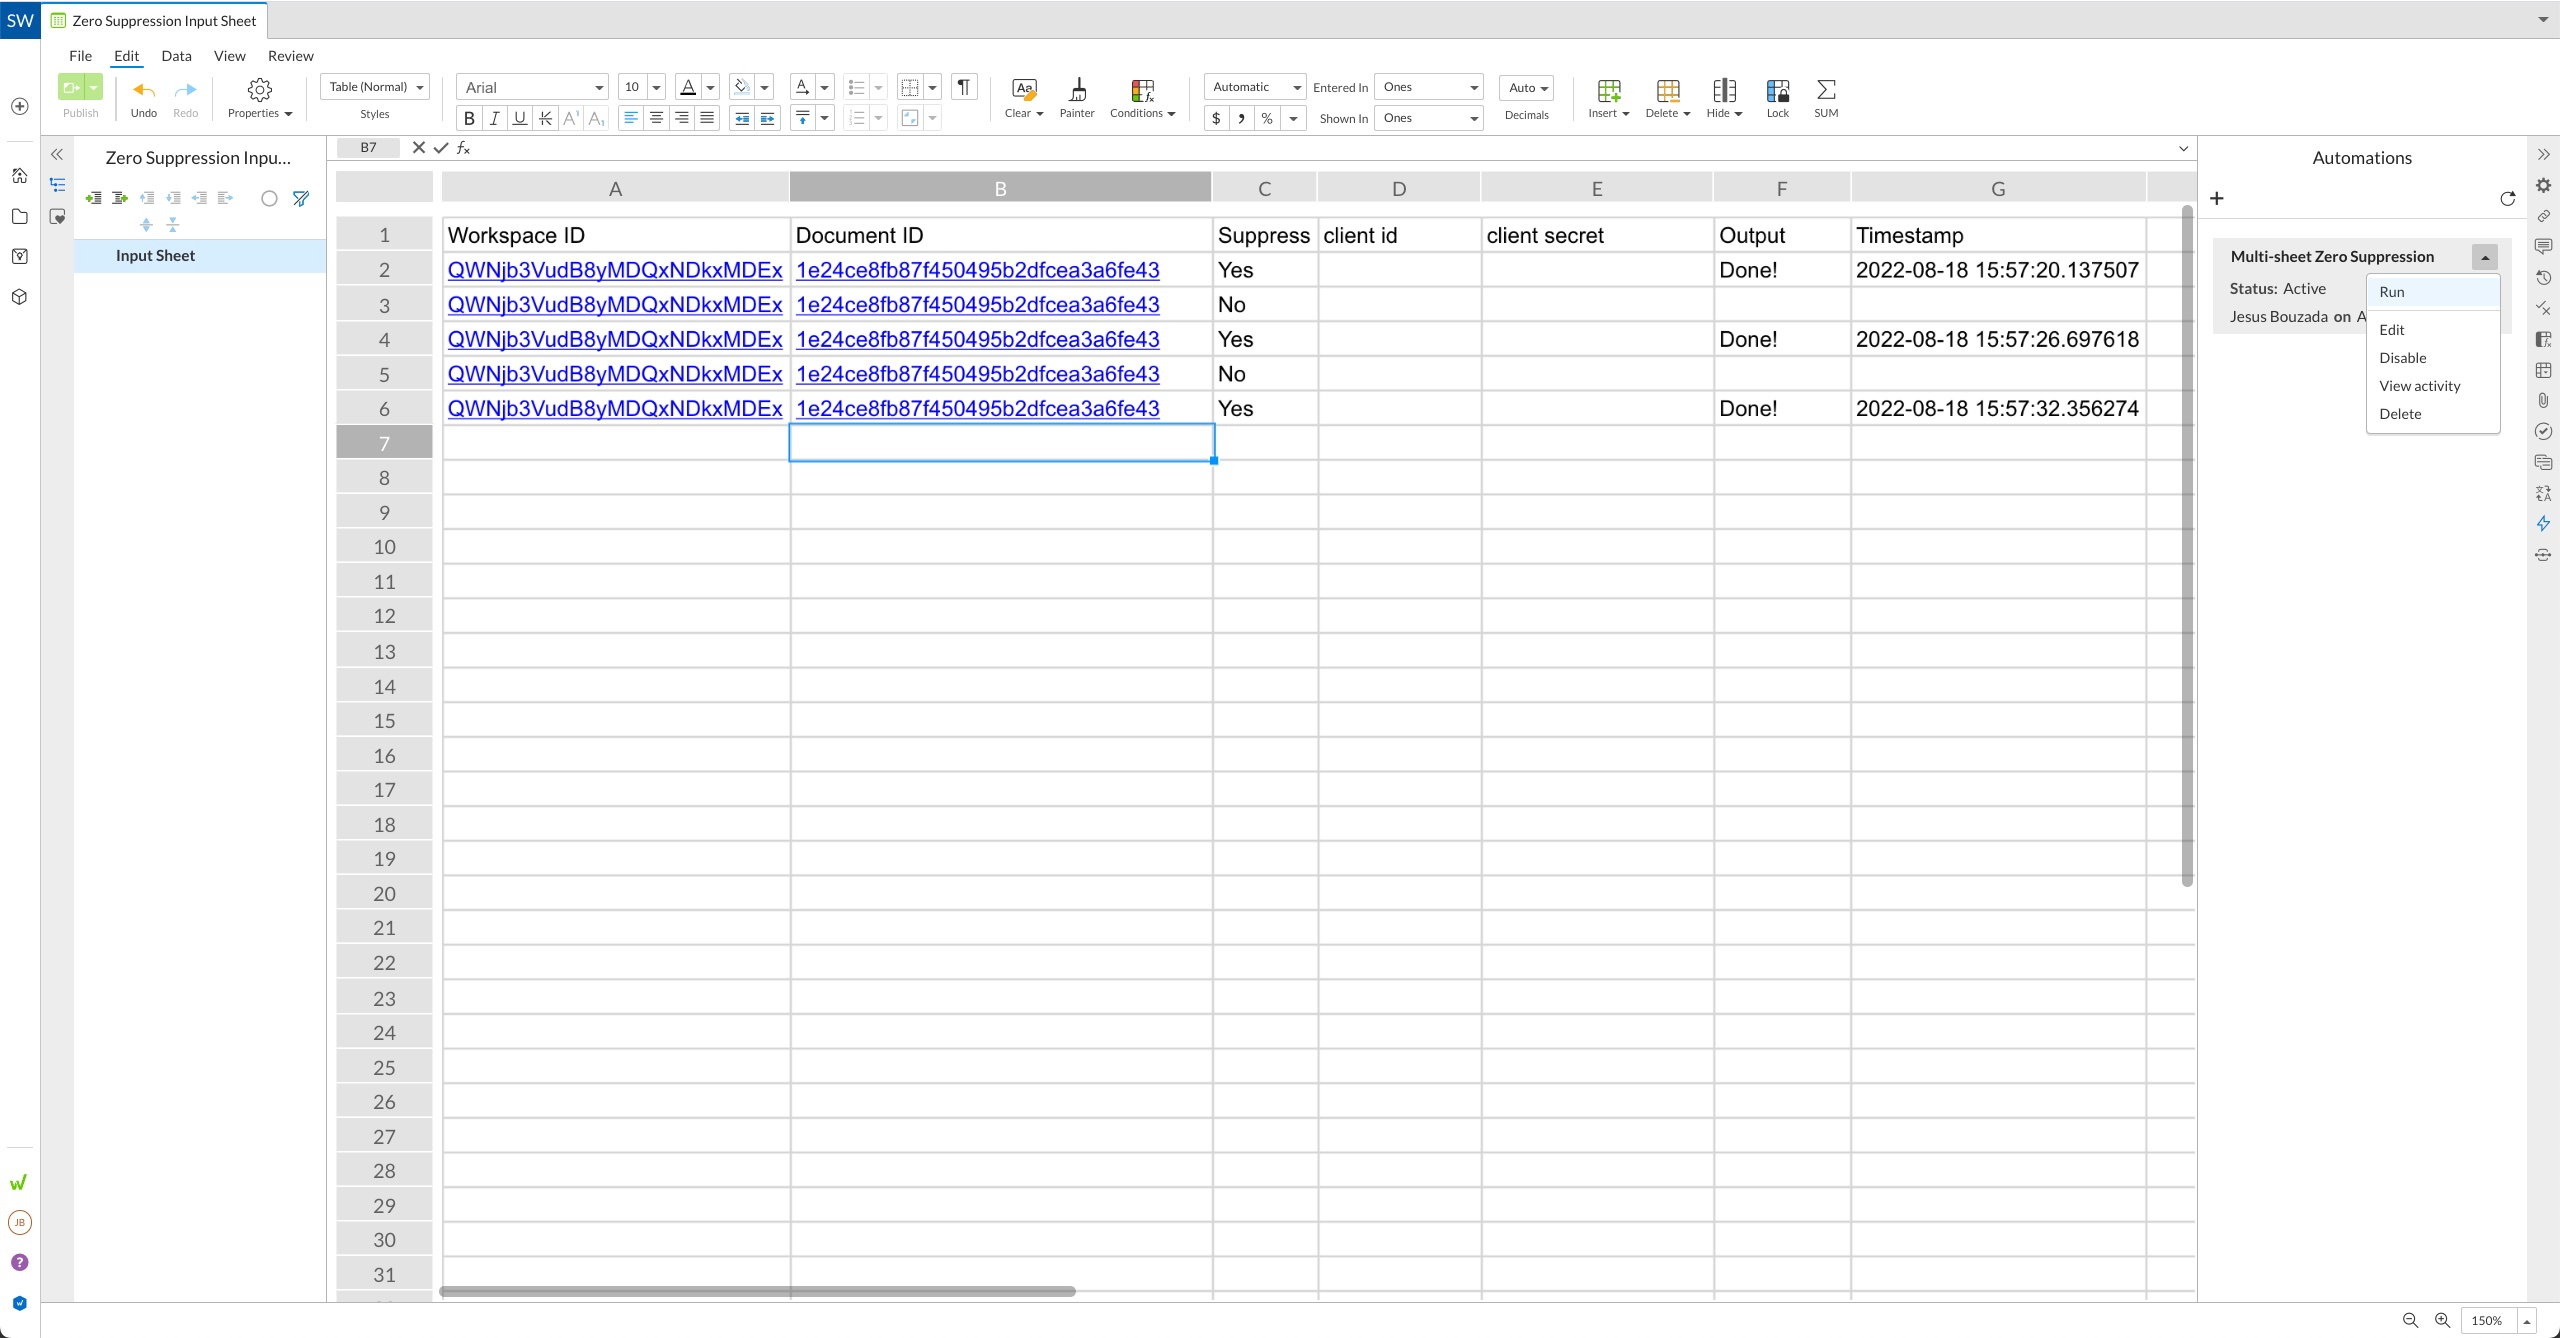 SW Zero Suppression Input Sheet
File Edit Data View Review
Table (Normal) Arial 10 A A Aa Automatic Entered In Ones Auto
Publish Undo Redo Properties Styles B I U K A A Clear Painter Conditions $ , % Shown In Ones Decimals Insert Delete Hide Lock SUM
Zero Suppression Inpu...
Input Sheet
B7 fx
A B C D E F G
1 Workspace ID Document ID Suppress client id client secret Output Timestamp
2 QWNjb3VudB8yMDQxNDkxMDEx 1e24ce8fb87f450495b2dfcea3a6fe43 Yes Done! 2022-08-18 15:57:20.137507
3 QWNjb3VudB8yMDQxNDkxMDEx 1e24ce8fb87f450495b2dfcea3a6fe43 No
4 QWNjb3VudB8yMDQxNDkxMDEx 1e24ce8fb87f450495b2dfcea3a6fe43 Yes Done! 2022-08-18 15:57:26.697618
5 QWNjb3VudB8yMDQxNDkxMDEx 1e24ce8fb87f450495b2dfcea3a6fe43 No
6 QWNjb3VudB8yMDQxNDkxMDEx 1e24ce8fb87f450495b2dfcea3a6fe43 Yes Done! 2022-08-18 15:57:32.356274
7
8
9
10
11
12
13
14
15
16
17
18
19
20
21
22
23
24
25
26
27
28
29
30
31
Automations
Multi-sheet Zero Suppression
Status: Active
Jesus Bouzada on A
Run
Edit
Disable
View activity
Delete
JB
?
150%